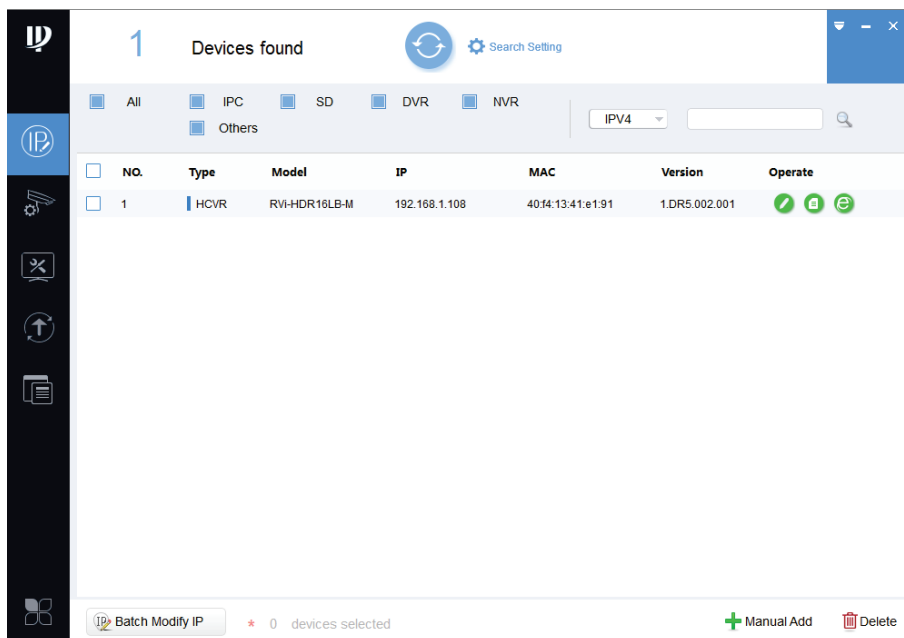 1 Devices found Search Setting
All IPC SD DVR NVR
Others
IPV4
NO. Type Model IP MAC Version Operate
1 HCVR RVi-HDR16LB-M 192.168.1.108 40:f4:13:41:e1:91 1.DR5.002.001
Batch Modify IP * 0 devices selected Manual Add Delete